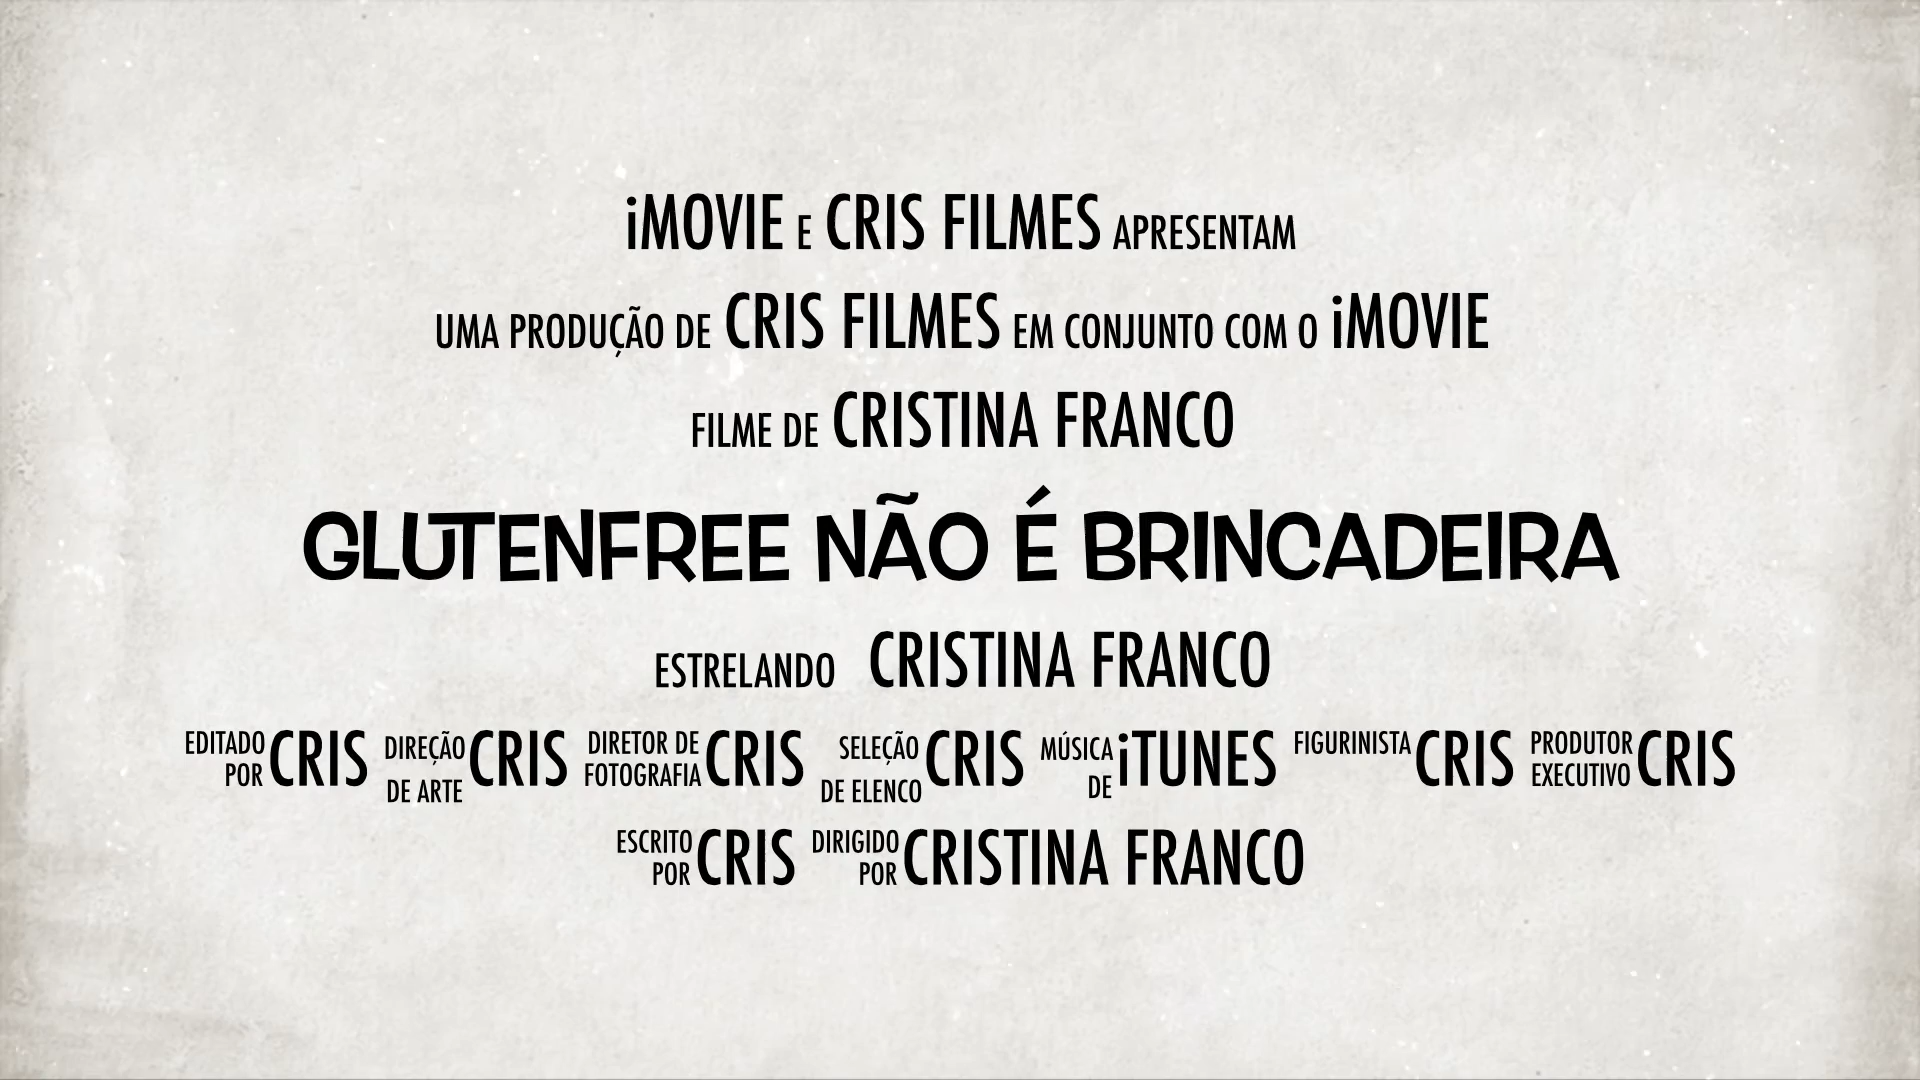 iMOVIE E CRIS FILMES APRESENTAM
UMA PRODUÇÃO DE CRIS FILMES EM CONJUNTO COM O iMOVIE
FILME DE CRISTINA FRANCO
GLUTENFREE NÃO É BRINCADEIRA
ESTRELANDO CRISTINA FRANCO
EDITADO POR CRIS DIREÇÃO DE ARTE CRIS DIRETOR DE FOTOGRAFIA CRIS SELEÇÃO DE ELENCO CRIS MÚSICA DE iTUNES FIGURINISTA CRIS PRODUTOR EXECUTIVO CRIS
ESCRITO POR CRIS DIRIGIDO POR CRISTINA FRANCO